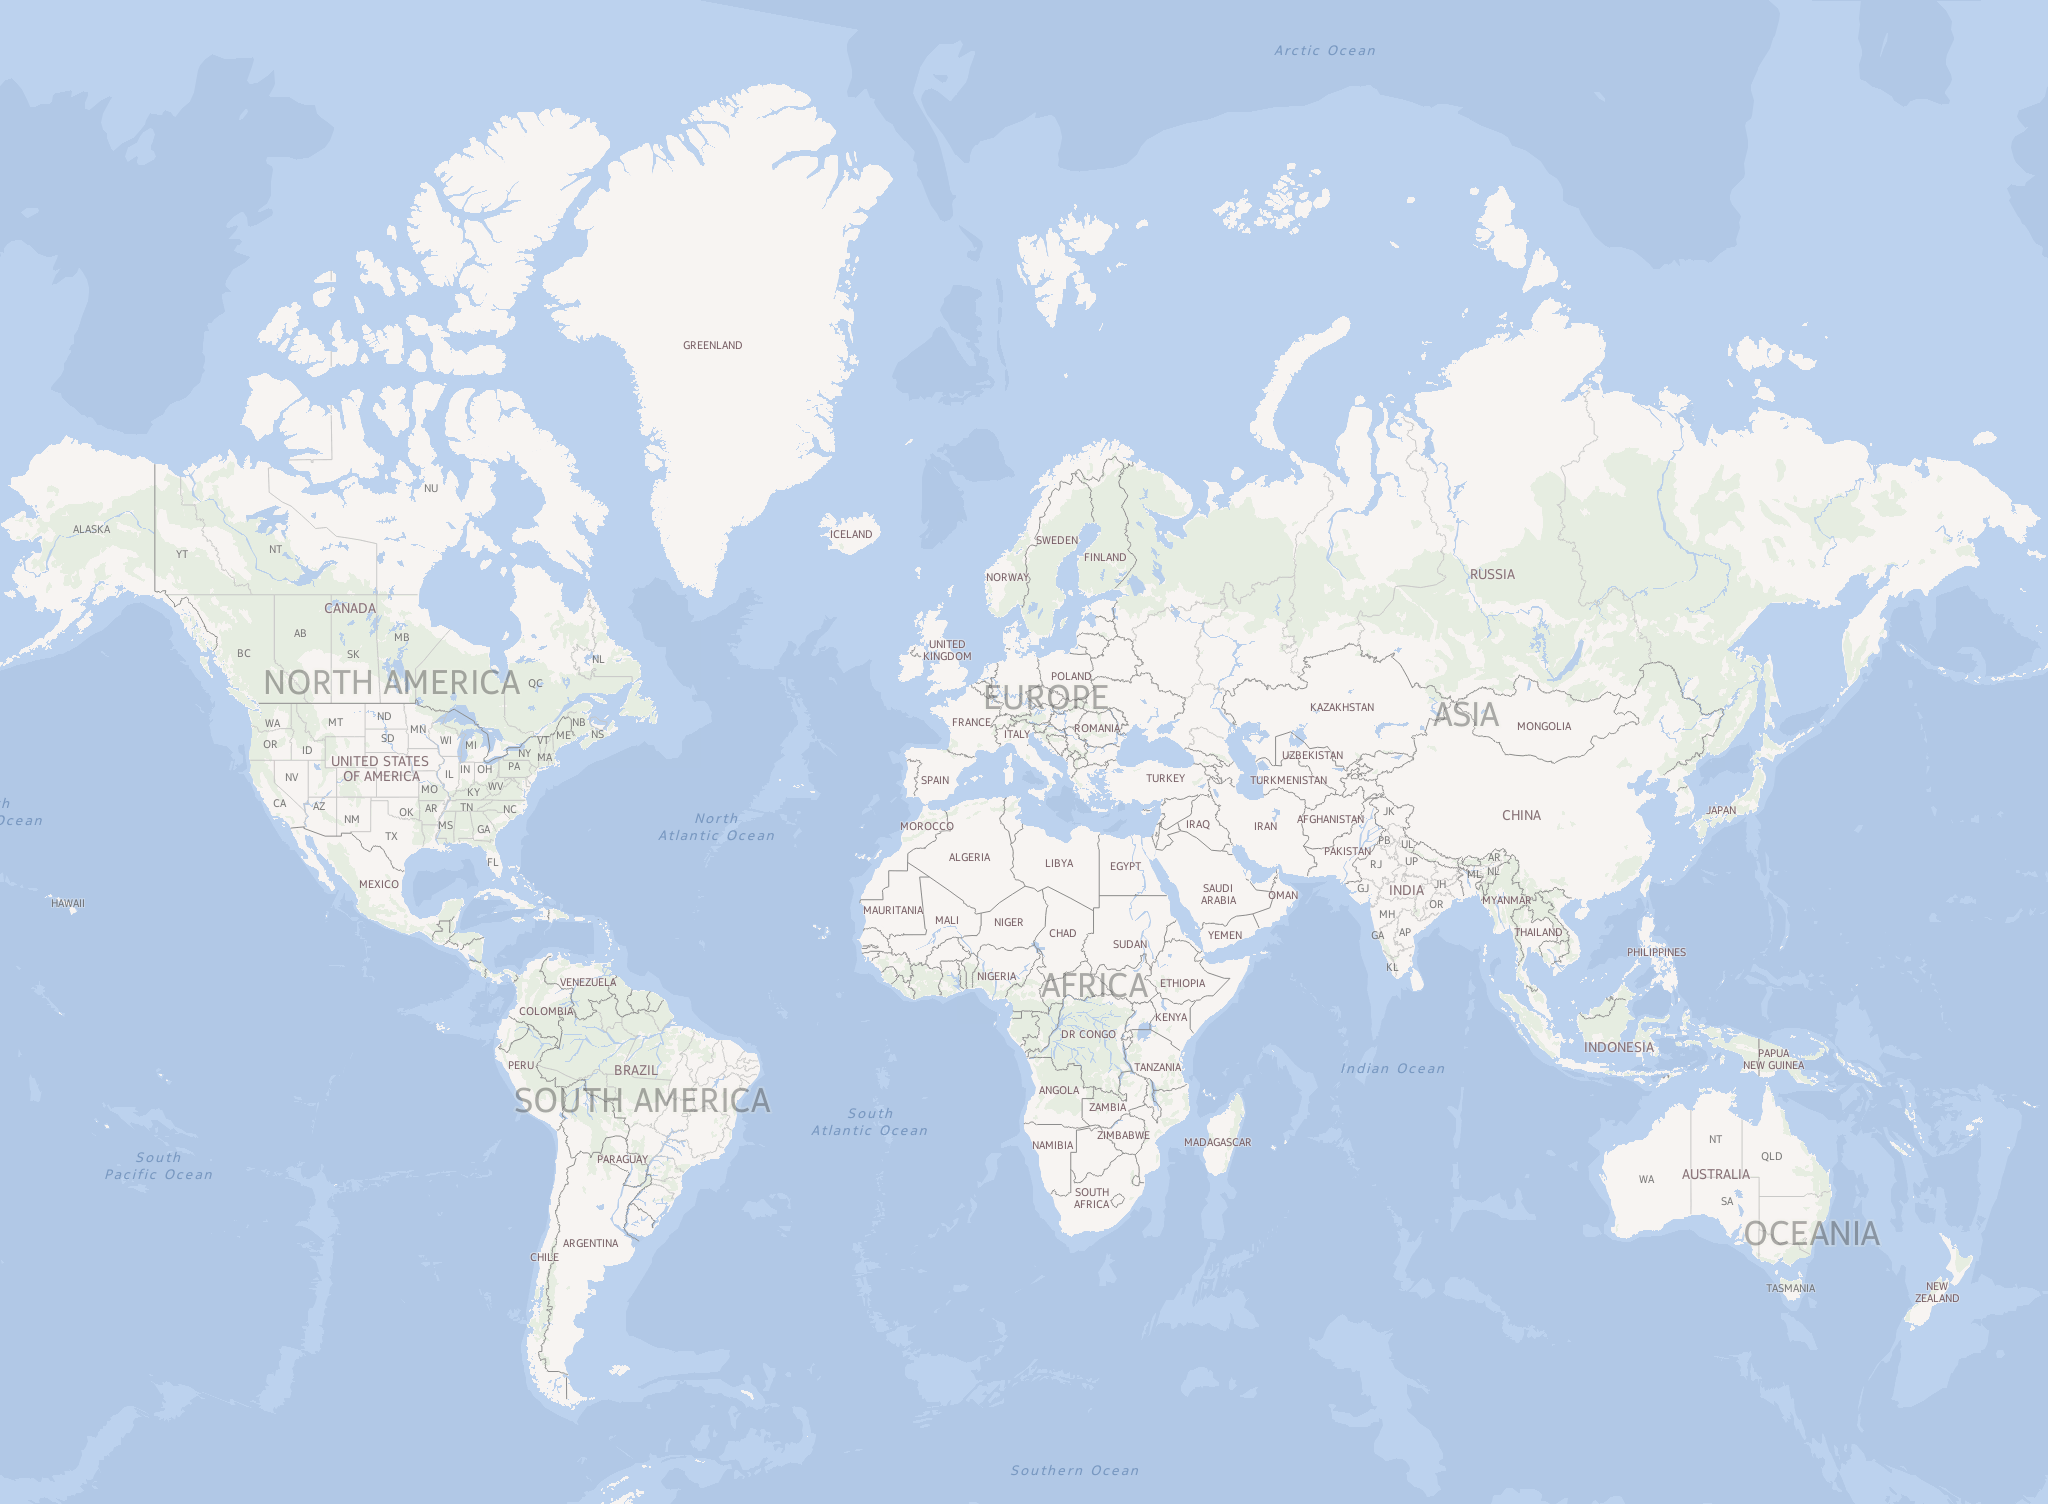 Arctic Ocean
GREENLAND
NU
ALASKA
ICELAND
YT
NT
SWEDEN
FINLAND
NORWAY
RUSSIA
CANADA
AB
MB
BC
SK
NL
UNITED
KINGDOM
NORTH AMERICA
QC
POLAND
EUROPE
KAZAKHSTAN
ASIA
MONGOLIA
WA
MT
ND
MN
NB
ME
NS
FRANCE
ITALY
ROMANIA
OR
ID
SD
WI
MI
VT
NY
MA
UZBEKISTAN
UNITED STATES
OF AMERICA
NV
IL
IN
OH
PA
SPAIN
TURKEY
TURKMENISTAN
MO
KY
WV
CA
AZ
NM
OK
AR
TN
NC
MS
GA
TX
North
Atlantic Ocean
MOROCCO
IRAQ
IRAN
AFGHANISTAN
JK
CHINA
JAPAN
th
Ocean
FL
ALGERIA
LIBYA
EGYPT
PAKISTAN
PB
UL
RJ
UP
AR
NL
ML
MEXICO
HAWAII
SAUDI
ARABIA
OMAN
GJ
INDIA
JH
OR
MYANMAR
MAURITANIA
MALI
NIGER
CHAD
SUDAN
YEMEN
MH
GA
AP
THAILAND
KL
PHILIPPINES
VENEZUELA
NIGERIA
AFRICA
ETHIOPIA
COLOMBIA
KENYA
DR CONGO
INDONESIA
PERU
BRAZIL
TANZANIA
Indian Ocean
PAPUA
NEW GUINEA
SOUTH AMERICA
ANGOLA
ZAMBIA
South
Atlantic Ocean
NAMIBIA
ZIMBABWE
MADAGASCAR
NT
QLD
South
Pacific Ocean
PARAGUAY
WA
AUSTRALIA
SA
SOUTH
AFRICA
OCEANIA
ARGENTINA
CHILE
TASMANIA
NEW
ZEALAND
Southern Ocean